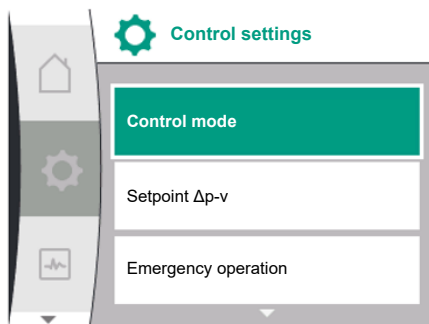 Control settings
Control mode
Setpoint Δp-v
Emergency operation